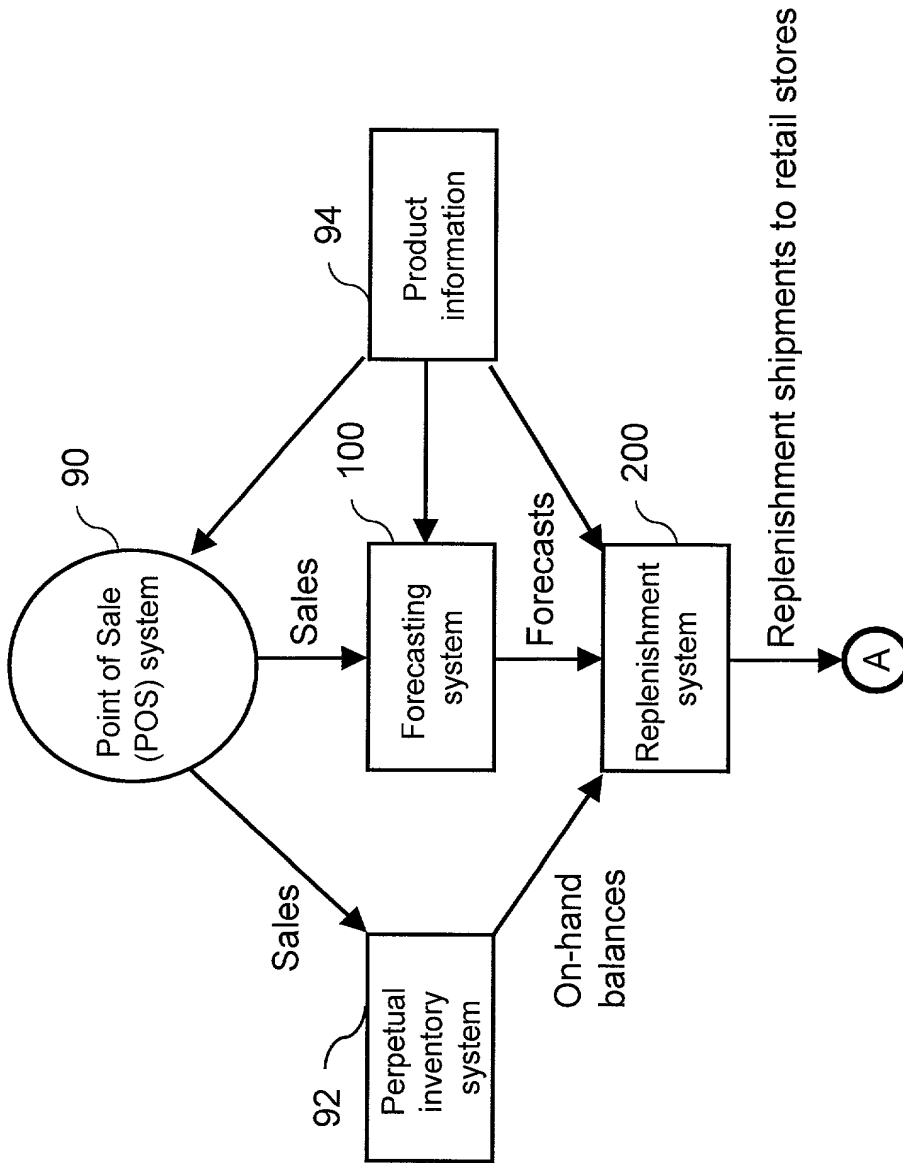 90
Point of Sale
(POS) system
Sales
Sales
94
Product
information
92
Perpetual
inventory
system
100
Forecasting
system
On-hand
balances
Forecasts
200
Replenishment
system
Replenishment shipments to retail stores
A